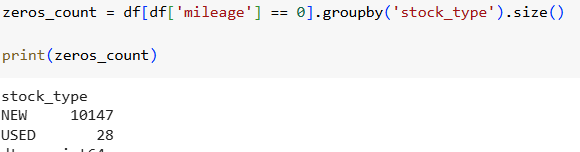 zeros_count = df[df['mileage'] == 0].groupby('stock_type').size()
print(zeros_count)
stock_type
NEW 10147
USED 28